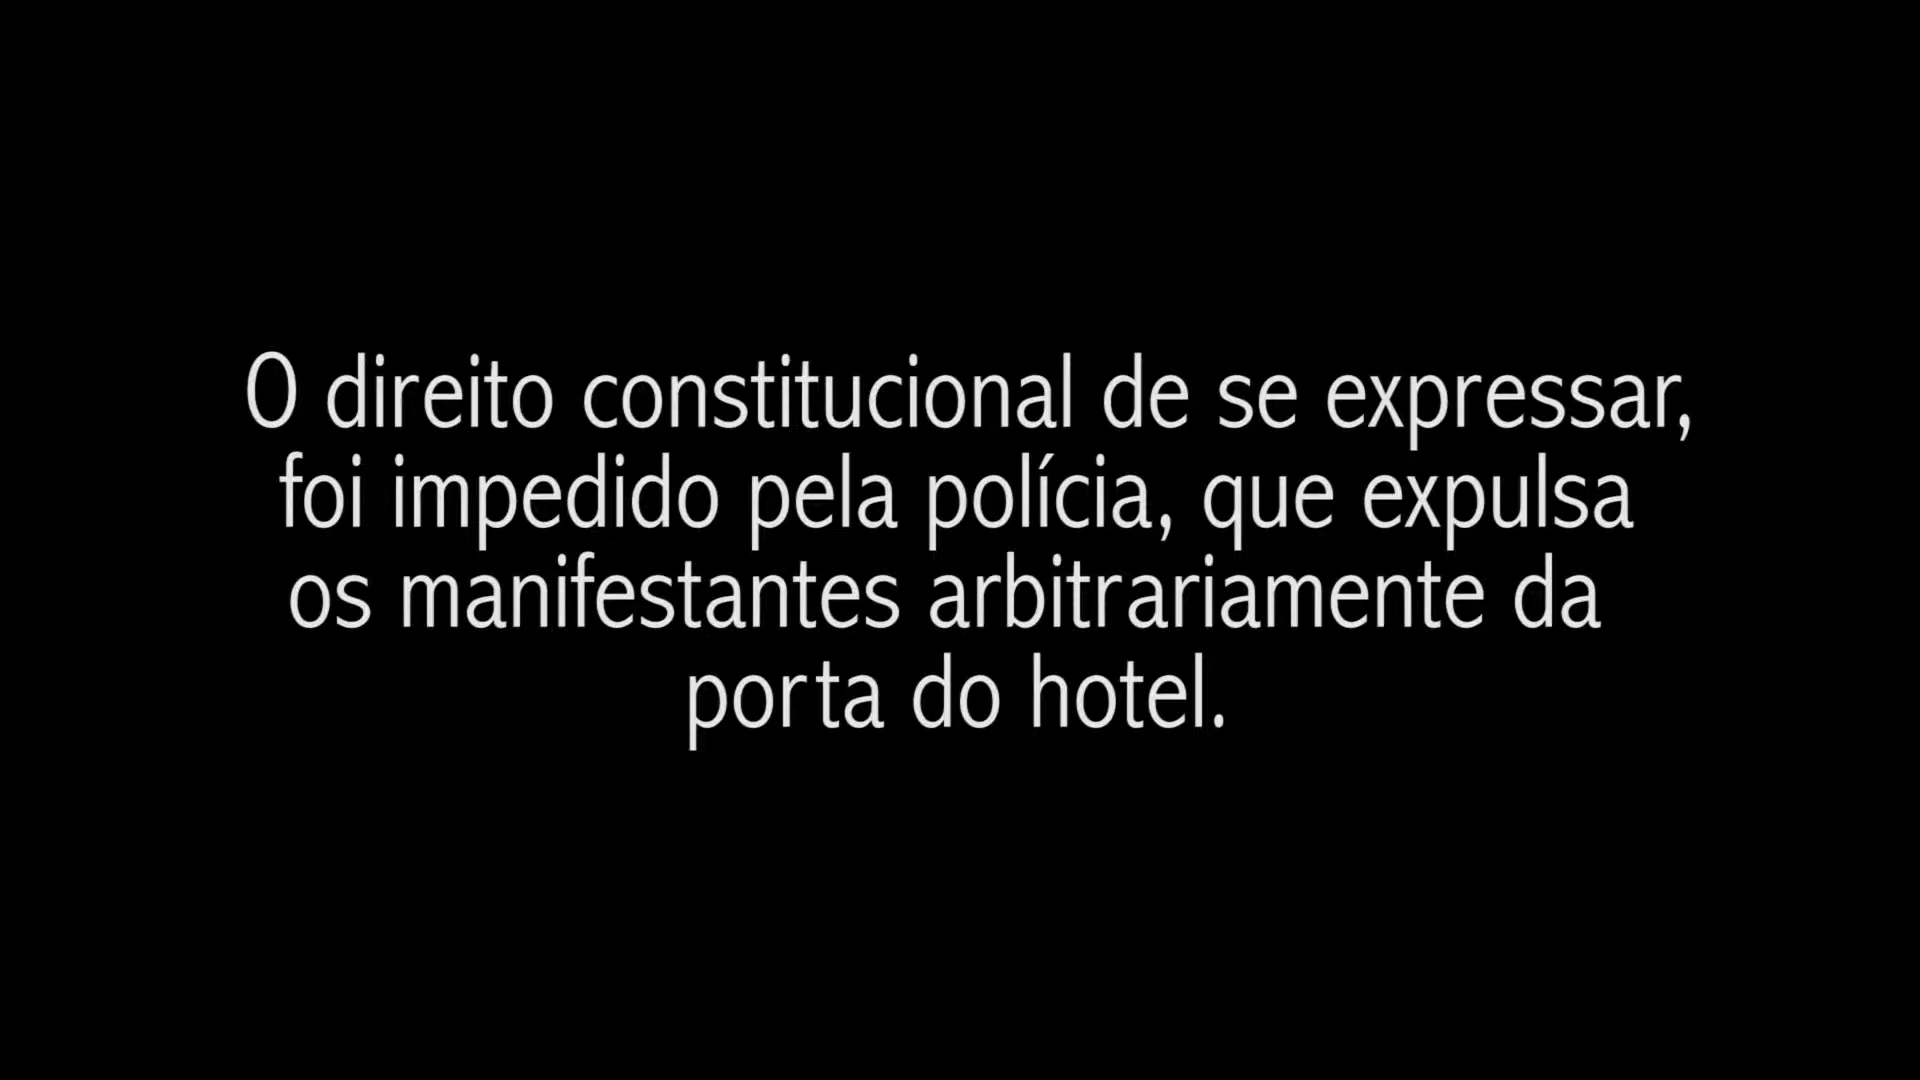 O direito constitucional de se expressar,
foi impedido pela polícia, que expulsa
os manifestantes arbitrariamente da
porta do hotel.